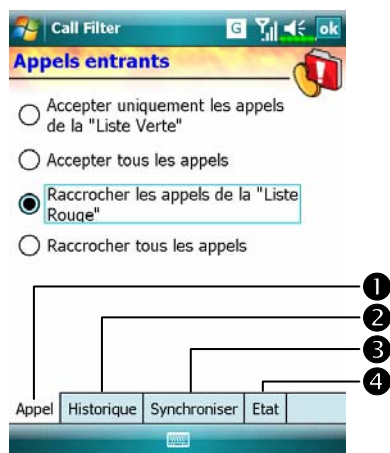 Call Filter G ok
Appels entrants
Accepter uniquement les appels
de la "Liste Verte"
Accepter tous les appels
Raccrocher les appels de la "Liste
Rouge"
Raccrocher tous les appels
1
2
3
4
Appel Historique Synchroniser Etat